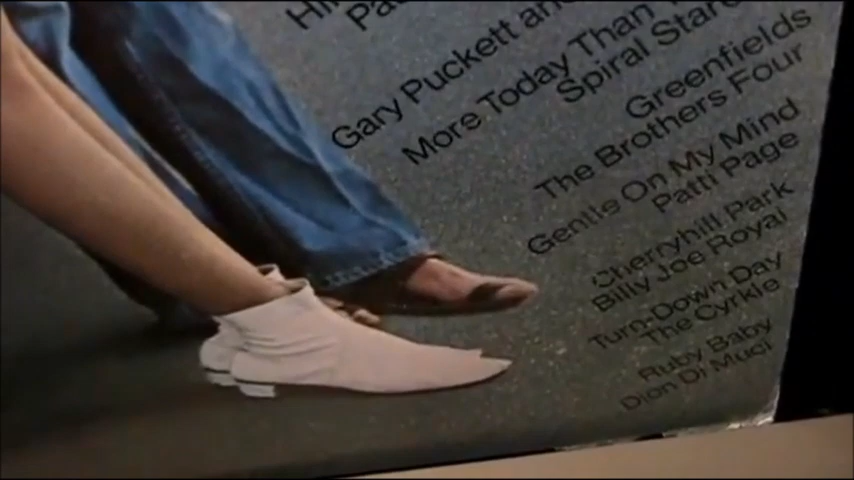 Gary Puckett and
More Today Than
Spiral Stare
Greenfields
The Brothers Four
Gentle On My Mind
Patti Page
Cherryhill Park
Billy Joe Royal
Turn-Down Day
The Cyrkle
Ruby Baby
Dion Di Muci